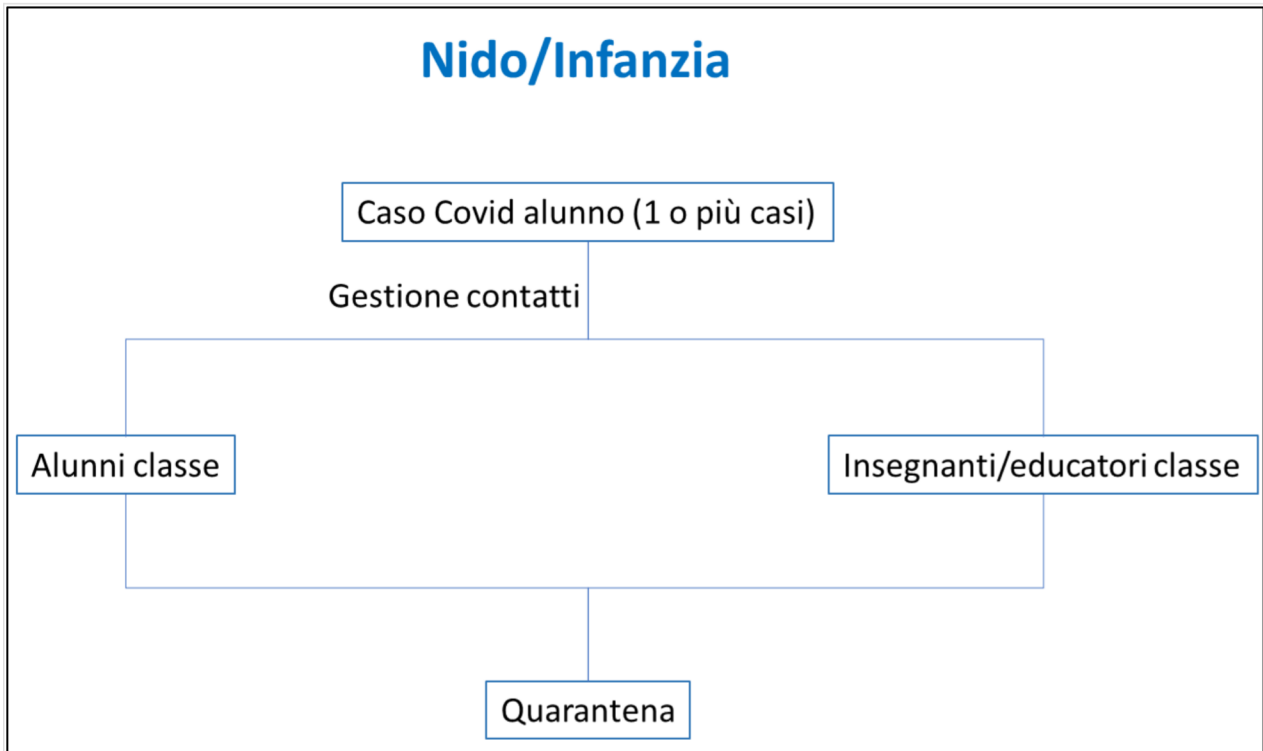 Nido/Infanzia
Caso Covid alunno (1 o più casi)
Gestione contatti
Alunni classe
Insegnanti/educatori classe
Quarantena